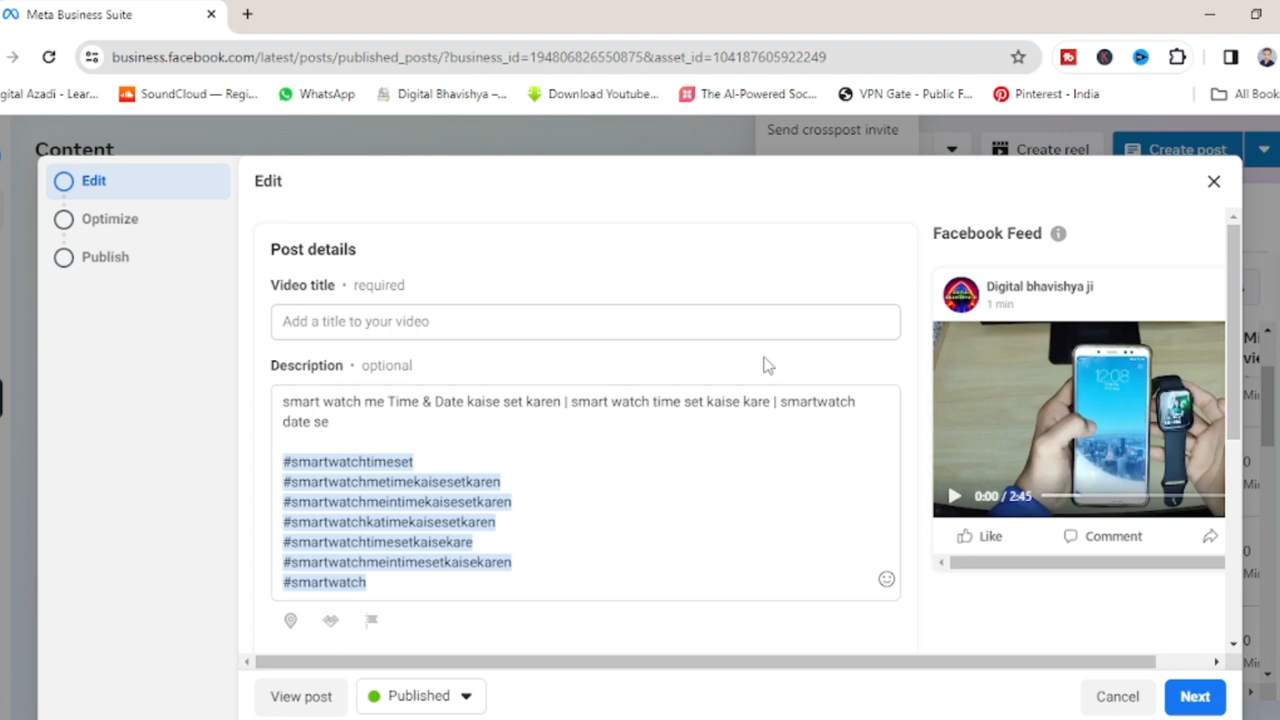 Meta Business Suite
business.facebook.com/latest/posts/published_posts/?business_id=194806826550875&asset_id=104187605922249
gital Azadi - Lear...
SoundCloud — Regi...
WhatsApp
Digital Bhavishya –...
Download Youtube...
The AI-Powered Soc...
VPN Gate - Public F...
Pinterest - India
All Book
Send crosspost invite
Content
Create reel
Create post
Edit
Optimize
Publish
Edit
Post details
Video title • required
Add a title to your video
Description • optional
smart watch me Time & Date kaise set karen | smart watch time set kaise kare | smartwatch
date se
#smartwatchtimeset
#smartwatchmetimekaisesetkaren
#smartwatchmeintimekaisesetkaren
#smartwatchkatimekaisesetkaren
#smartwatchtimesetkaisekare
#smartwatchmeintimesetkaisekaren
#smartwatch
Facebook Feed
Digital bhavishya ji
1 min
12:08
0:00 / 2:45
Like
Comment
View post
Published
Cancel
Next